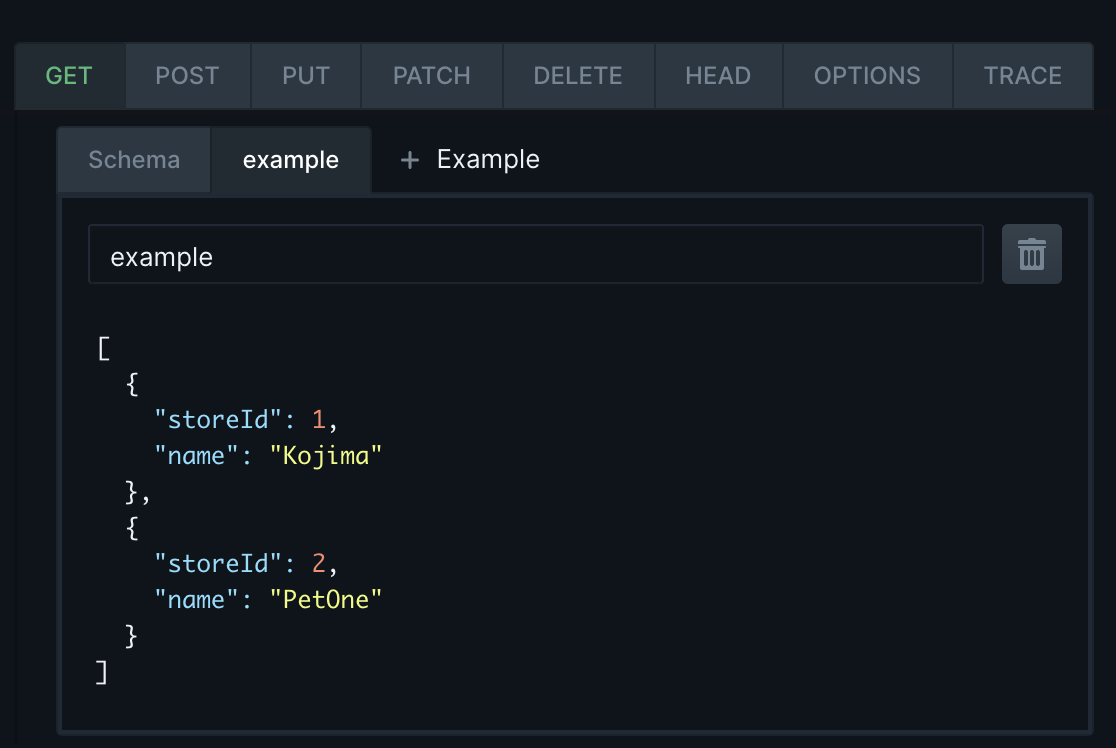 GET POST PUT PATCH DELETE HEAD OPTIONS TRACE
Schema example + Example
example
[
  {
    "storeId": 1,
    "name": "Kojima"
  },
  {
    "storeId": 2,
    "name": "PetOne"
  }
]